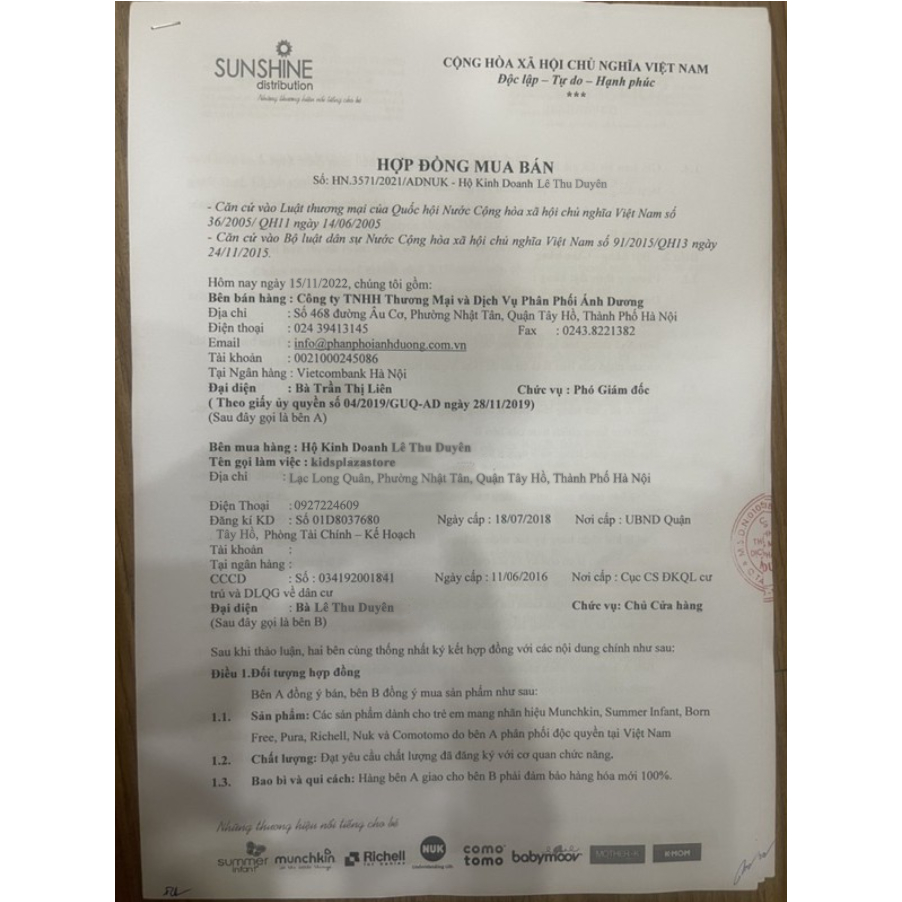 SUNSHINE
distribution
Những thương hiệu nổi tiếng cho bé
CỘNG HÒA XÃ HỘI CHỦ NGHĨA VIỆT NAM
Độc lập – Tự do – Hạnh phúc
***
HỢP ĐỒNG MUA BÁN
Số: HN.3571/2021/ADNUK - Hộ Kinh Doanh Lê Thu Duyên
- Căn cứ vào Luật thương mại của Quốc hội Nước Cộng hòa xã hội chủ nghĩa Việt Nam số
36/2005/ QH11 ngày 14/06/2005
- Căn cứ vào Bộ luật dân sự Nước Cộng hòa xã hội chủ nghĩa Việt Nam số 91/2015/QH13 ngày
24/11/2015.
Hôm nay ngày 15/11/2022, chúng tôi gồm:
Bên bán hàng : Công ty TNHH Thương Mại và Dịch Vụ Phân Phối Ánh Dương
Địa chỉ : Số 468 đường Âu Cơ, Phường Nhật Tân, Quận Tây Hồ, Thành Phố Hà Nội
Điện thoại : 024 39413145 Fax : 0243.8221382
Email : info@phanphoianhduong.com.vn
Tài khoản : 0021000245086
Tại Ngân hàng : Vietcombank Hà Nội
Đại diện : Bà Trần Thị Liên Chức vụ : Phó Giám đốc
( Theo giấy ủy quyền số 04/2019/GUQ-AD ngày 28/11/2019)
(Sau đây gọi là bên A)
Bên mua hàng : Hộ Kinh Doanh Lê Thu Duyên
Tên gọi làm việc : kidsplazastore
Địa chỉ : Lạc Long Quân, Phường Nhật Tân, Quận Tây Hồ, Thành Phố Hà Nội
Điện Thoại : 0927224609
Đăng kí KD : Số 01D8037680 Ngày cấp : 18/07/2018 Nơi cấp : UBND Quận
Tây Hồ, Phòng Tài Chính – Kế Hoạch
Tài khoản :
Tại ngân hàng :
CCCD : Số : 034192001841 Ngày cấp : 11/06/2016 Nơi cấp : Cục CS ĐKQL cư
trú và DLQG về dân cư
Đại diện : Bà Lê Thu Duyên Chức vụ: Chủ Cửa hàng
(Sau đây gọi là bên B)
Sau khi thảo luận, hai bên cùng thống nhất ký kết hợp đồng với các nội dung chính như sau:
Điều 1.Đối tượng hợp đồng
Bên A đồng ý bán, bên B đồng ý mua sản phẩm như sau:
1.1. Sản phẩm: Các sản phẩm dành cho trẻ em mang nhãn hiệu Munchkin, Summer Infant, Born
Free, Pura, Richell, Nuk và Comotomo do bên A phân phối độc quyền tại Việt Nam
1.2. Chất lượng: Đạt yêu cầu chất lượng đã đăng ký với cơ quan chức năng.
1.3. Bao bì và qui cách: Hàng bên A giao cho bên B phải đảm bảo hàng hóa mới 100%.
Những thương hiệu nổi tiếng cho bé
summer infant munchkin Richell NUK como tomo babymoov MOTHER-K K-MOM